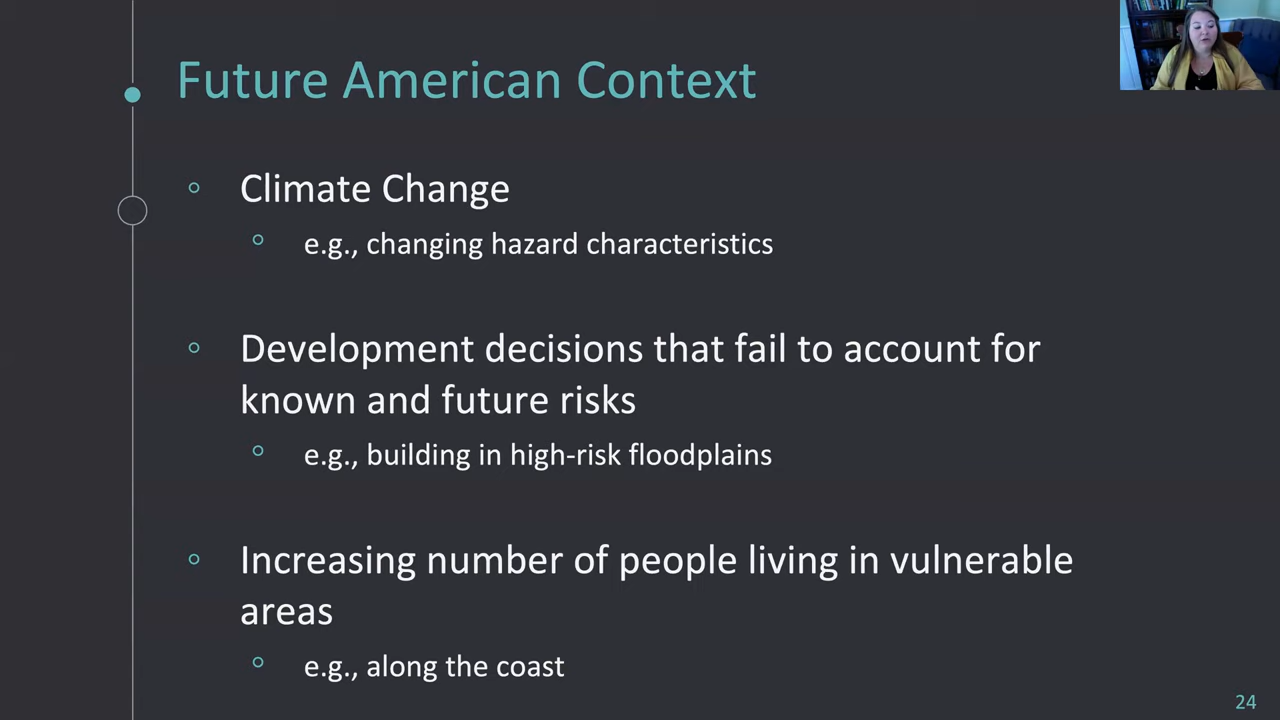 Future American Context
Climate Change
e.g., changing hazard characteristics
Development decisions that fail to account for
known and future risks
e.g., building in high-risk floodplains
Increasing number of people living in vulnerable
areas
e.g., along the coast
24